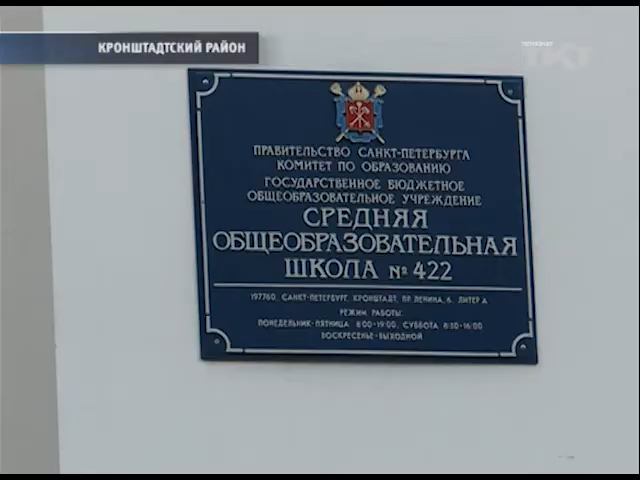 КРОНШТАДТСКИЙ РАЙОН
ТЕЛЕКАНАЛ
ТКТ
ПРАВИТЕЛЬСТВО САНКТ-ПЕТЕРБУРГА
КОМИТЕТ ПО ОБРАЗОВАНИЮ
ГОСУДАРСТВЕННОЕ БЮДЖЕТНОЕ
ОБЩЕОБРАЗОВАТЕЛЬНОЕ УЧРЕЖДЕНИЕ
СРЕДНЯЯ
ОБЩЕОБРАЗОВАТЕЛЬНАЯ
ШКОЛА № 422
197760, САНКТ-ПЕТЕРБУРГ, КРОНШТАДТ, ПР. ЛЕНИНА, 6, ЛИТЕР А
РЕЖИМ РАБОТЫ:
ПОНЕДЕЛЬНИК-ПЯТНИЦА 8:00-19:00, СУББОТА 8:30-16:00
ВОСКРЕСЕНЬЕ-ВЫХОДНОЙ